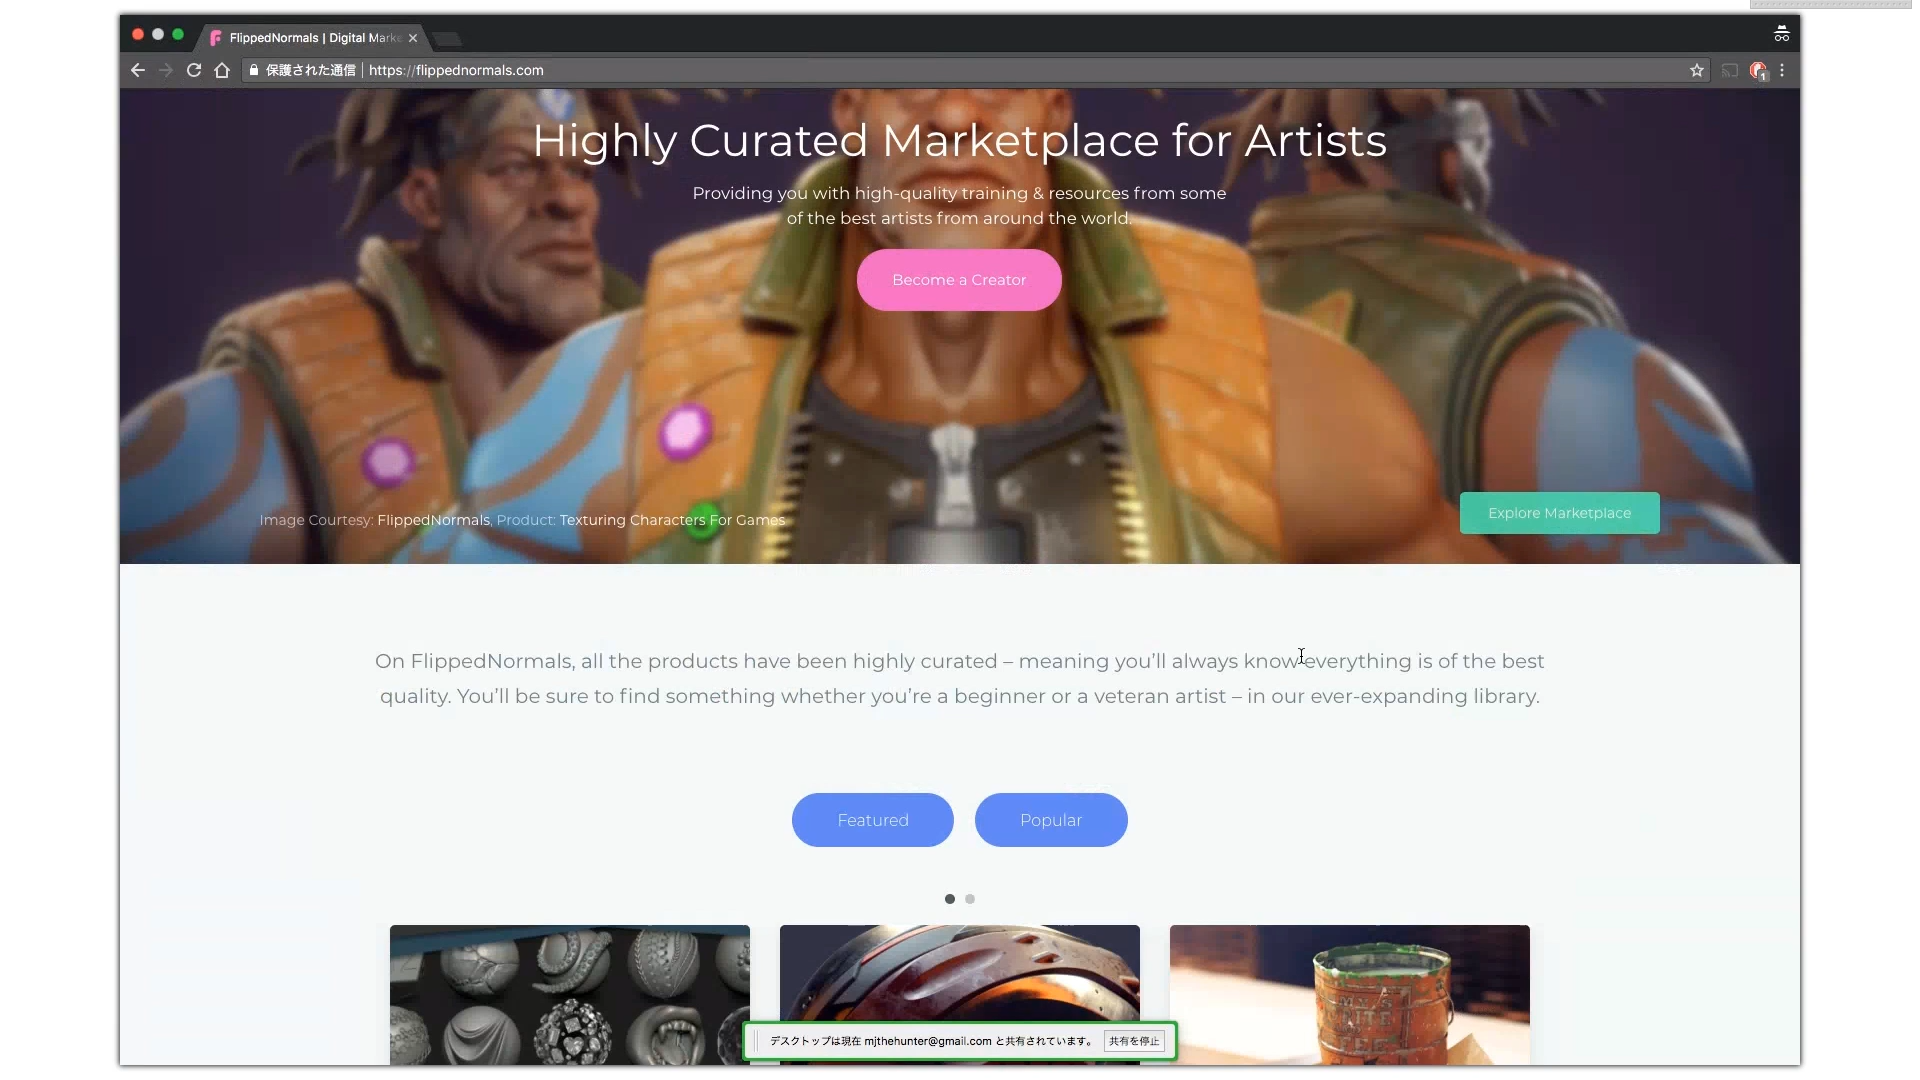 FlippedNormals | Digital Marke
保護された通信 | https://flippednormals.com
1
Highly Curated Marketplace for Artists
Providing you with high-quality training & resources from some
of the best artists from around the world.
Become a Creator
Image Courtesy: FlippedNormals, Product: Texturing Characters For Games
Explore Marketplace
On FlippedNormals, all the products have been highly curated – meaning you’ll always know everything is of the best
quality. You’ll be sure to find something whether you’re a beginner or a veteran artist – in our ever-expanding library.
Featured
Popular
デスクトップは現在 mjthehunter@gmail.com と共有されています。
共有を停止